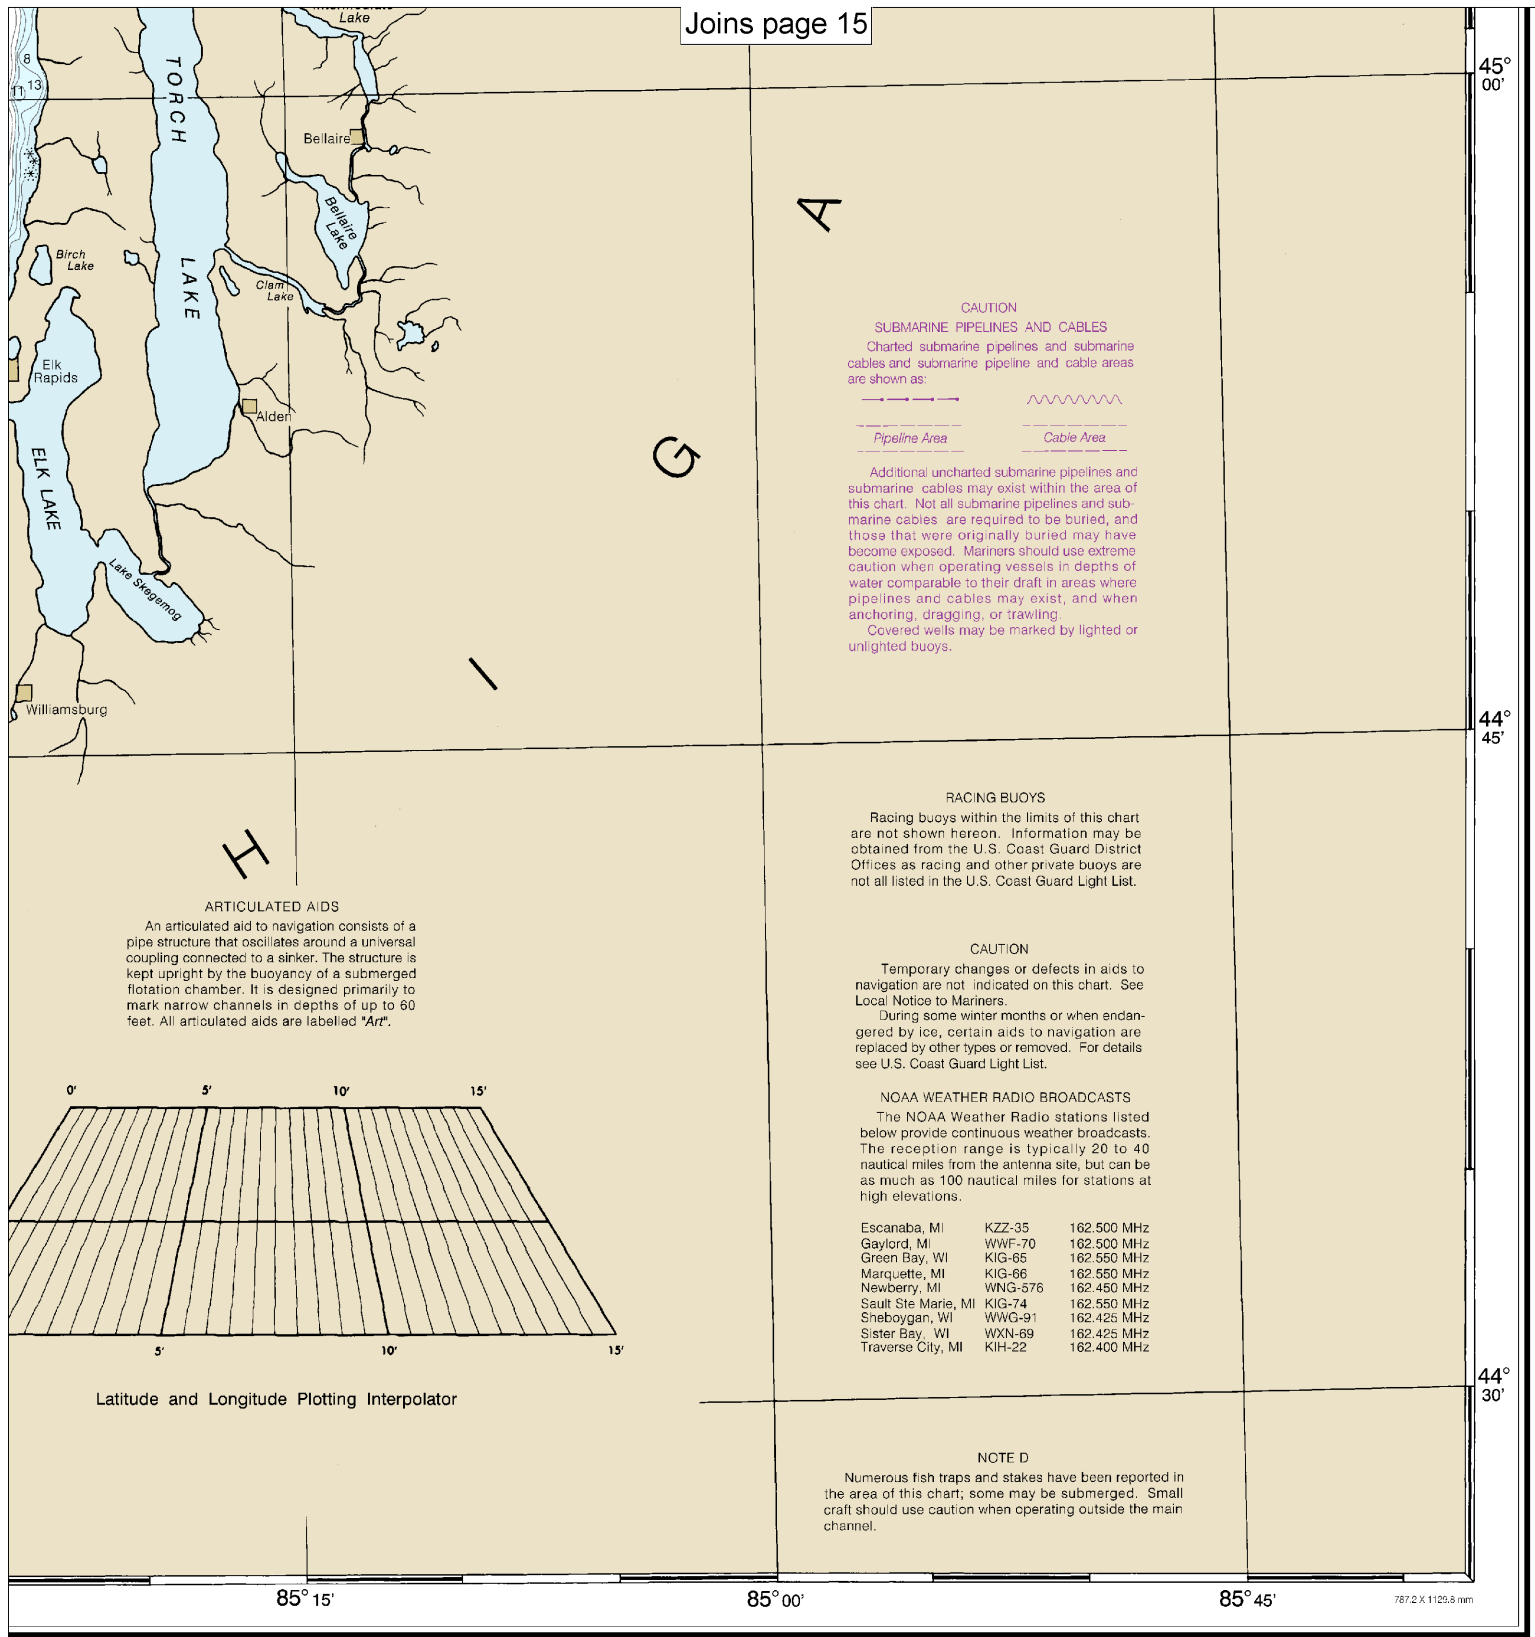 Joins page 15
Lake
TORCH
LAKE
8
13
11
45°
00'
Bellaire
Bellaire
Lake
Birch
Lake
Clam
Lake
Elk
Rapids
Alden
ELK LAKE
Lake Skegemog
Williamsburg
A
G
I
H
CAUTION
SUBMARINE PIPELINES AND CABLES
Charted submarine pipelines and submarine
cables and submarine pipeline and cable areas
are shown as:
Pipeline Area
Cable Area
Additional uncharted submarine pipelines and
submarine cables may exist within the area of
this chart. Not all submarine pipelines and sub-
marine cables are required to be buried, and
those that were originally buried may have
become exposed. Mariners should use extreme
caution when operating vessels in depths of
water comparable to their draft in areas where
pipelines and cables may exist, and when
anchoring, dragging, or trawling.
Covered wells may be marked by lighted or
unlighted buoys.
44°
45'
RACING BUOYS
Racing buoys within the limits of this chart
are not shown hereon. Information may be
obtained from the U.S. Coast Guard District
Offices as racing and other private buoys are
not all listed in the U.S. Coast Guard Light List.
ARTICULATED AIDS
An articulated aid to navigation consists of a
pipe structure that oscillates around a universal
coupling connected to a sinker. The structure is
kept upright by the buoyancy of a submerged
flotation chamber. It is designed primarily to
mark narrow channels in depths of up to 60
feet. All articulated aids are labelled "Art".
CAUTION
Temporary changes or defects in aids to
navigation are not indicated on this chart. See
Local Notice to Mariners.
During some winter months or when endan-
gered by ice, certain aids to navigation are
replaced by other types or removed. For details
see U.S. Coast Guard Light List.
NOAA WEATHER RADIO BROADCASTS
The NOAA Weather Radio stations listed
below provide continuous weather broadcasts.
The reception range is typically 20 to 40
nautical miles from the antenna site, but can be
as much as 100 nautical miles for stations at
high elevations.
Escanaba, MI KZZ-35 162.500 MHz
Gaylord, MI WWF-70 162.500 MHz
Green Bay, WI KIG-65 162.550 MHz
Marquette, MI KIG-66 162.550 MHz
Newberry, MI WNG-576 162.450 MHz
Sault Ste Marie, MI KIG-74 162.550 MHz
Sheboygan, WI WWG-91 162.425 MHz
Sister Bay, WI WXN-69 162.425 MHz
Traverse City, MI KIH-22 162.400 MHz
0' 5' 10' 15'
5' 10' 15'
Latitude and Longitude Plotting Interpolator
44°
30'
NOTE D
Numerous fish traps and stakes have been reported in
the area of this chart; some may be submerged. Small
craft should use caution when operating outside the main
channel.
85° 15' 85° 00' 85° 45'
787.2 X 1129.8 mm